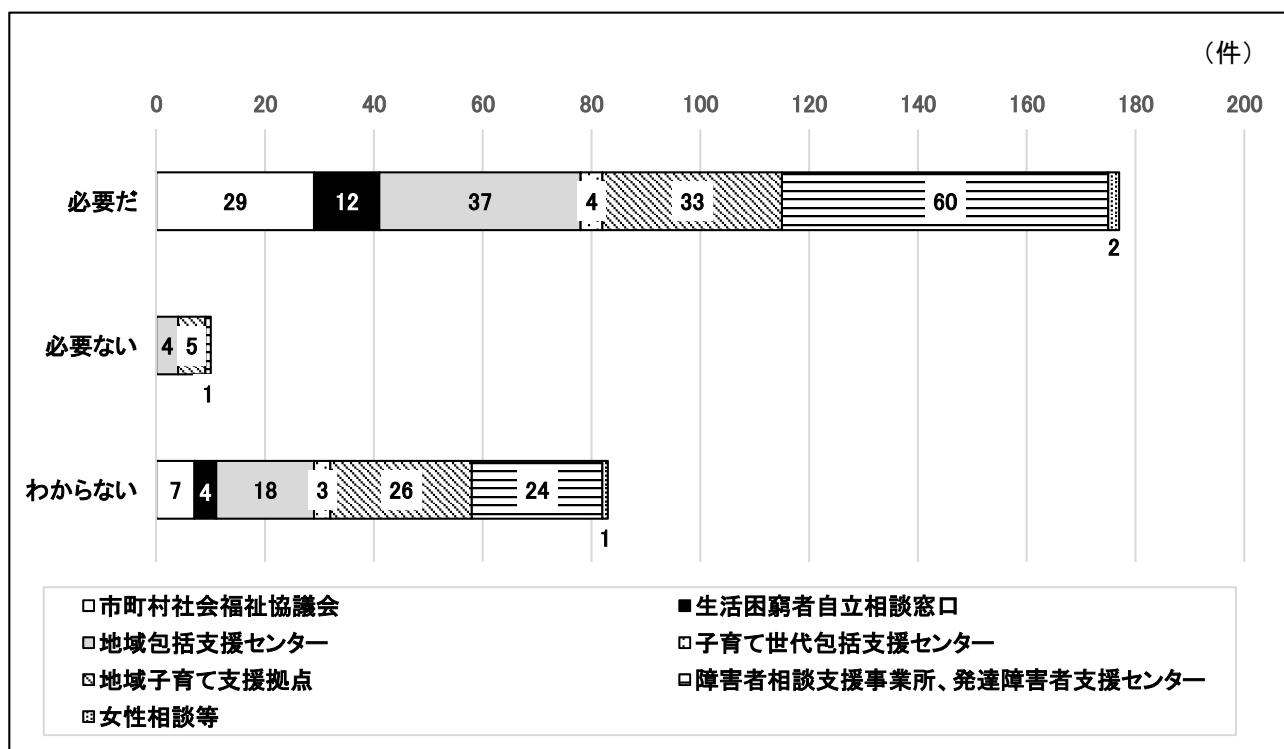 (件)
0 20 40 60 80 100 120 140 160 180 200
必要だ 29 12 37 4 33 60
2
必要ない 4 5
1
わからない 7 4 18 3 26 24
1
市町村社会福祉協議会 生活困窮者自立相談窓口
地域包括支援センター 子育て世代包括支援センター
地域子育て支援拠点 障害者相談支援事業所、発達障害者支援センター
女性相談等